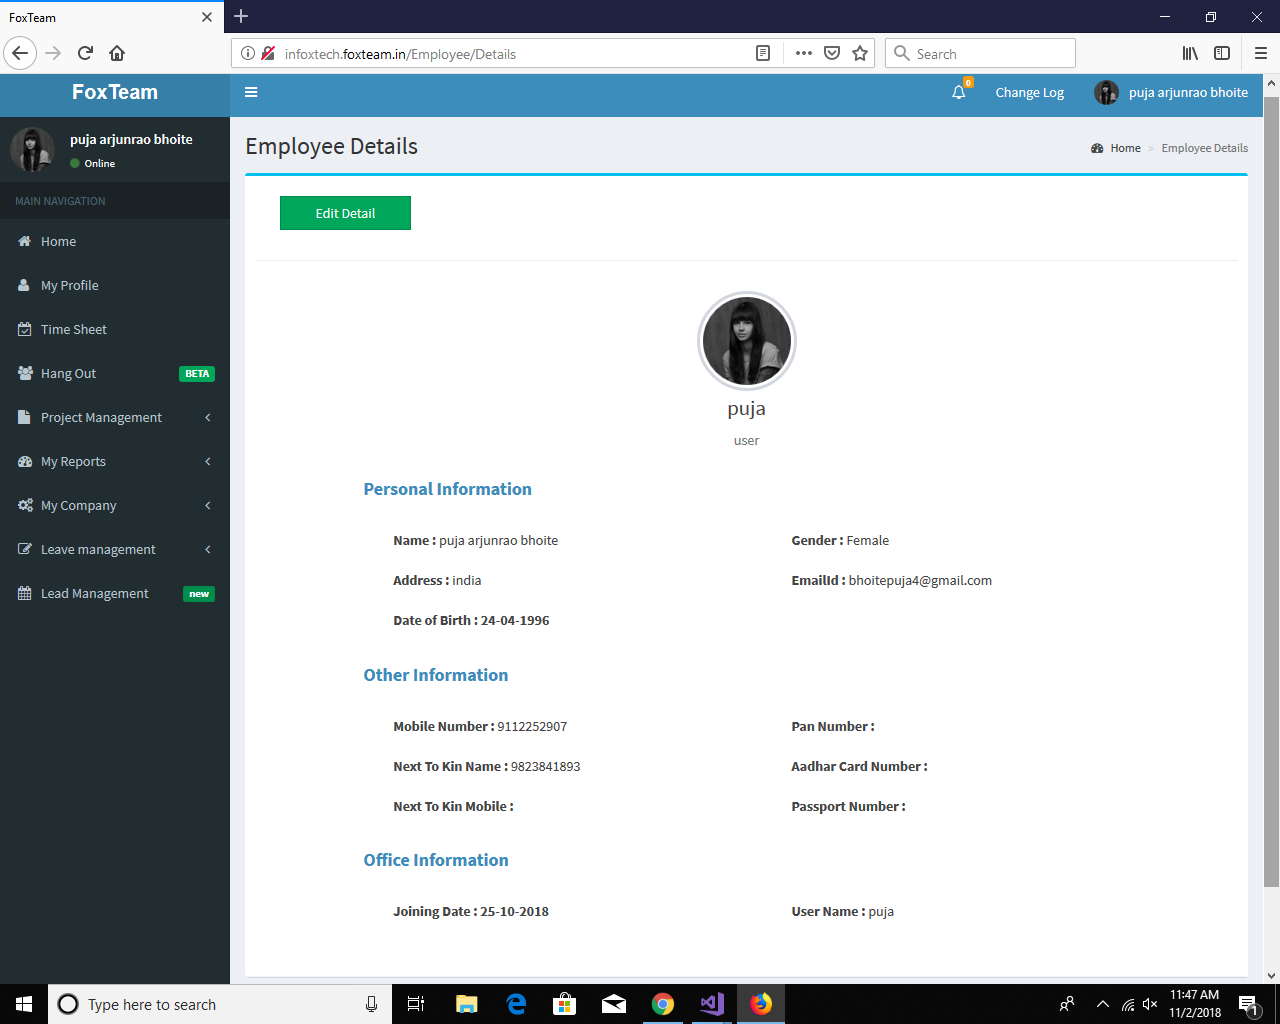 FoxTeam
infoxtech.foxteam.in/Employee/Details
Search
FoxTeam
Change Log
puja arjunrao bhoite
puja arjunrao bhoite
Online
MAIN NAVIGATION
Home
My Profile
Time Sheet
Hang Out BETA
Project Management
My Reports
My Company
Leave management
Lead Management new
Employee Details
Home > Employee Details
Edit Detail
puja
user
Personal Information
Name : puja arjunrao bhoite
Gender : Female
Address : india
EmailId : bhoitepuja4@gmail.com
Date of Birth : 24-04-1996
Other Information
Mobile Number : 9112252907
Pan Number :
Next To Kin Name : 9823841893
Aadhar Card Number :
Next To Kin Mobile :
Passport Number :
Office Information
Joining Date : 25-10-2018
User Name : puja
Type here to search
11:47 AM
11/2/2018
1